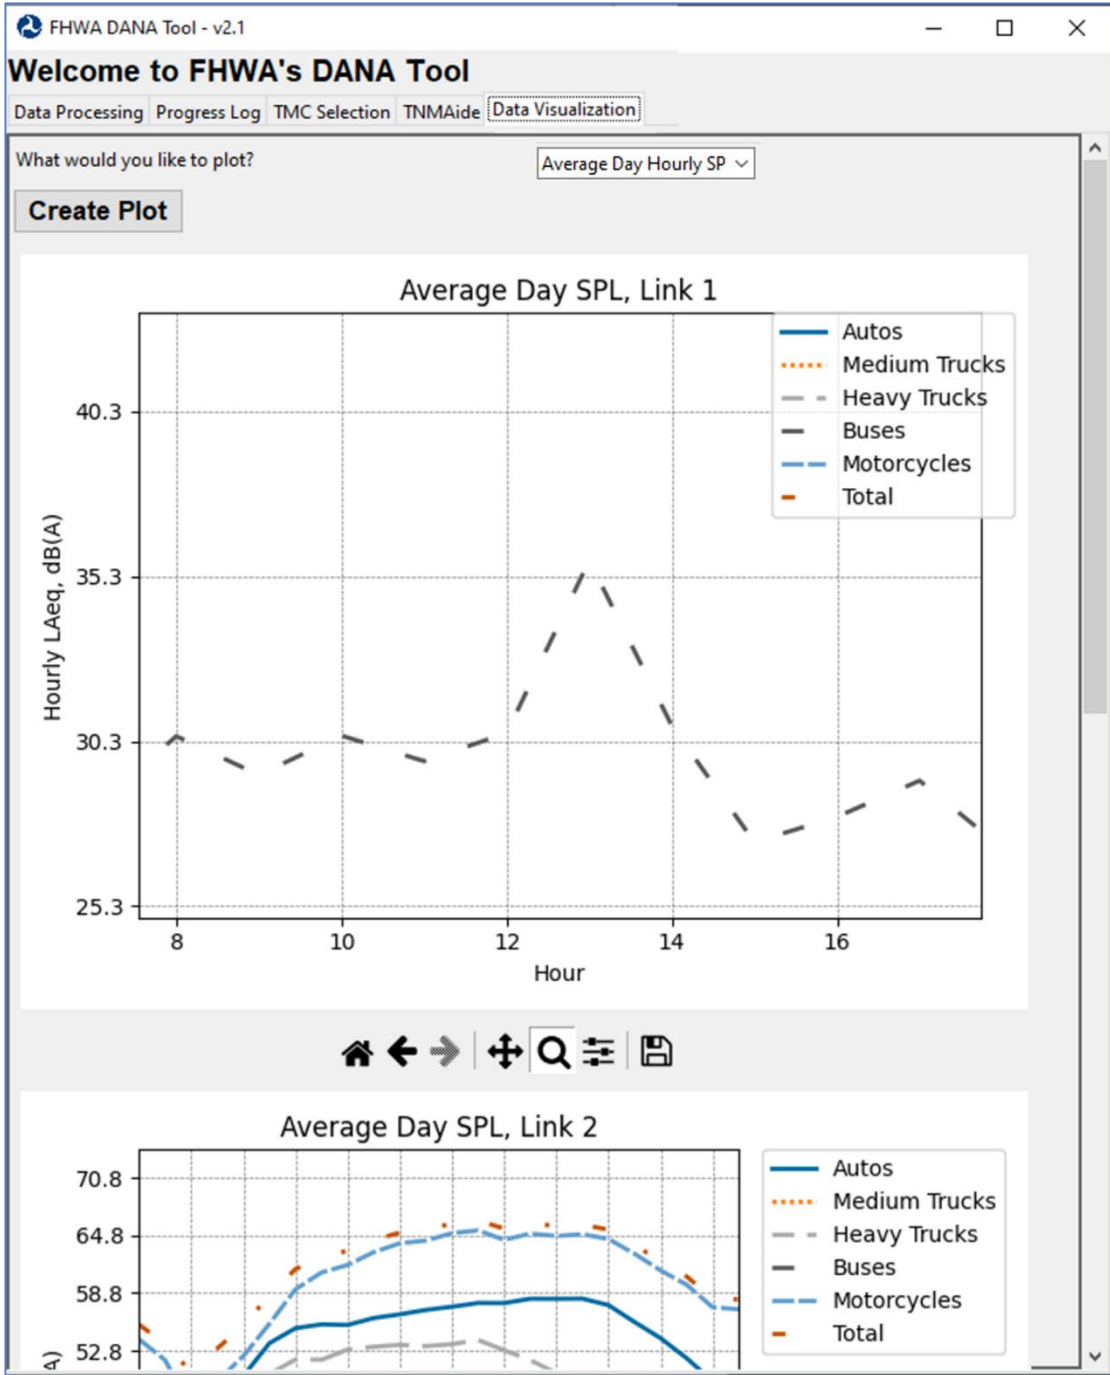 FHWA DANA Tool - v2.1
Welcome to FHWA's DANA Tool
Data Processing Progress Log TMC Selection TNMAide Data Visualization
What would you like to plot? Average Day Hourly SP
Create Plot
Average Day SPL, Link 1
Autos
Medium Trucks
Heavy Trucks
Buses
Motorcycles
Total
Hourly LAeq, dB(A)
40.3
35.3
30.3
25.3
8 10 12 14 16
Hour
Average Day SPL, Link 2
Autos
Medium Trucks
Heavy Trucks
Buses
Motorcycles
Total
70.8
64.8
58.8
52.8
A)